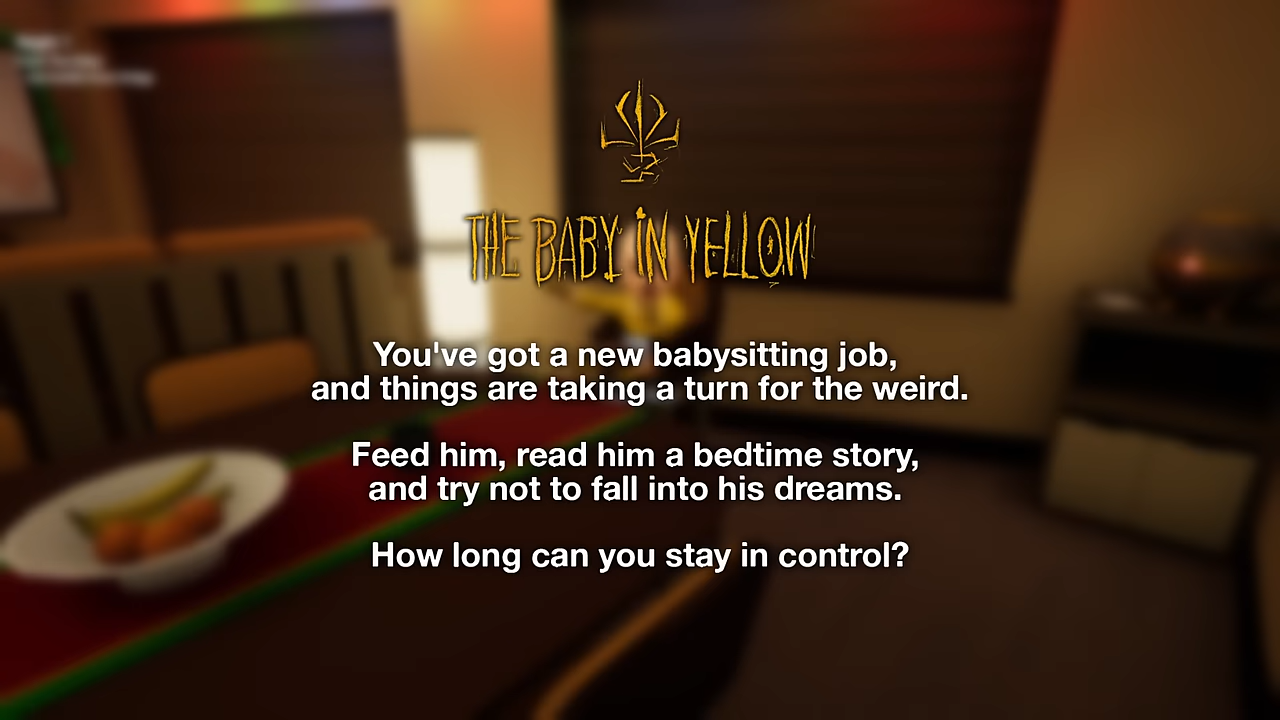 THE BABY IN YELLOW
You've got a new babysitting job,
and things are taking a turn for the weird.
Feed him, read him a bedtime story,
and try not to fall into his dreams.
How long can you stay in control?